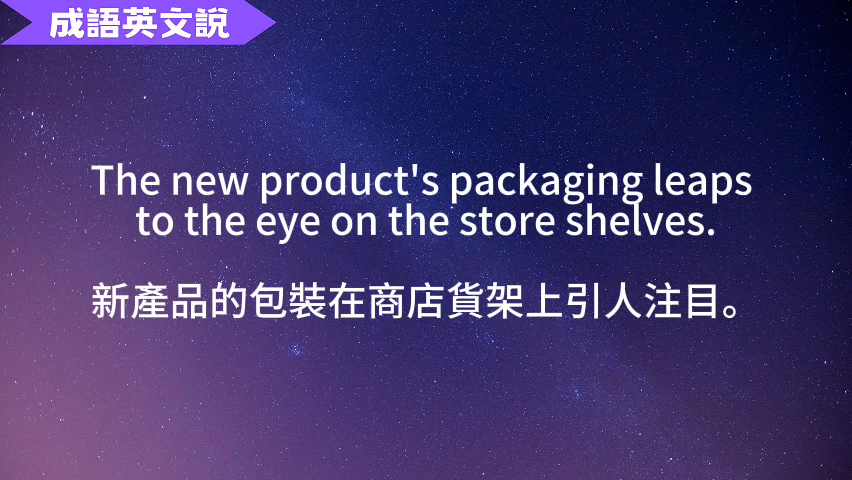 成語英文說
The new product's packaging leaps
to the eye on the store shelves.
新產品的包裝在商店貨架上引人注目。